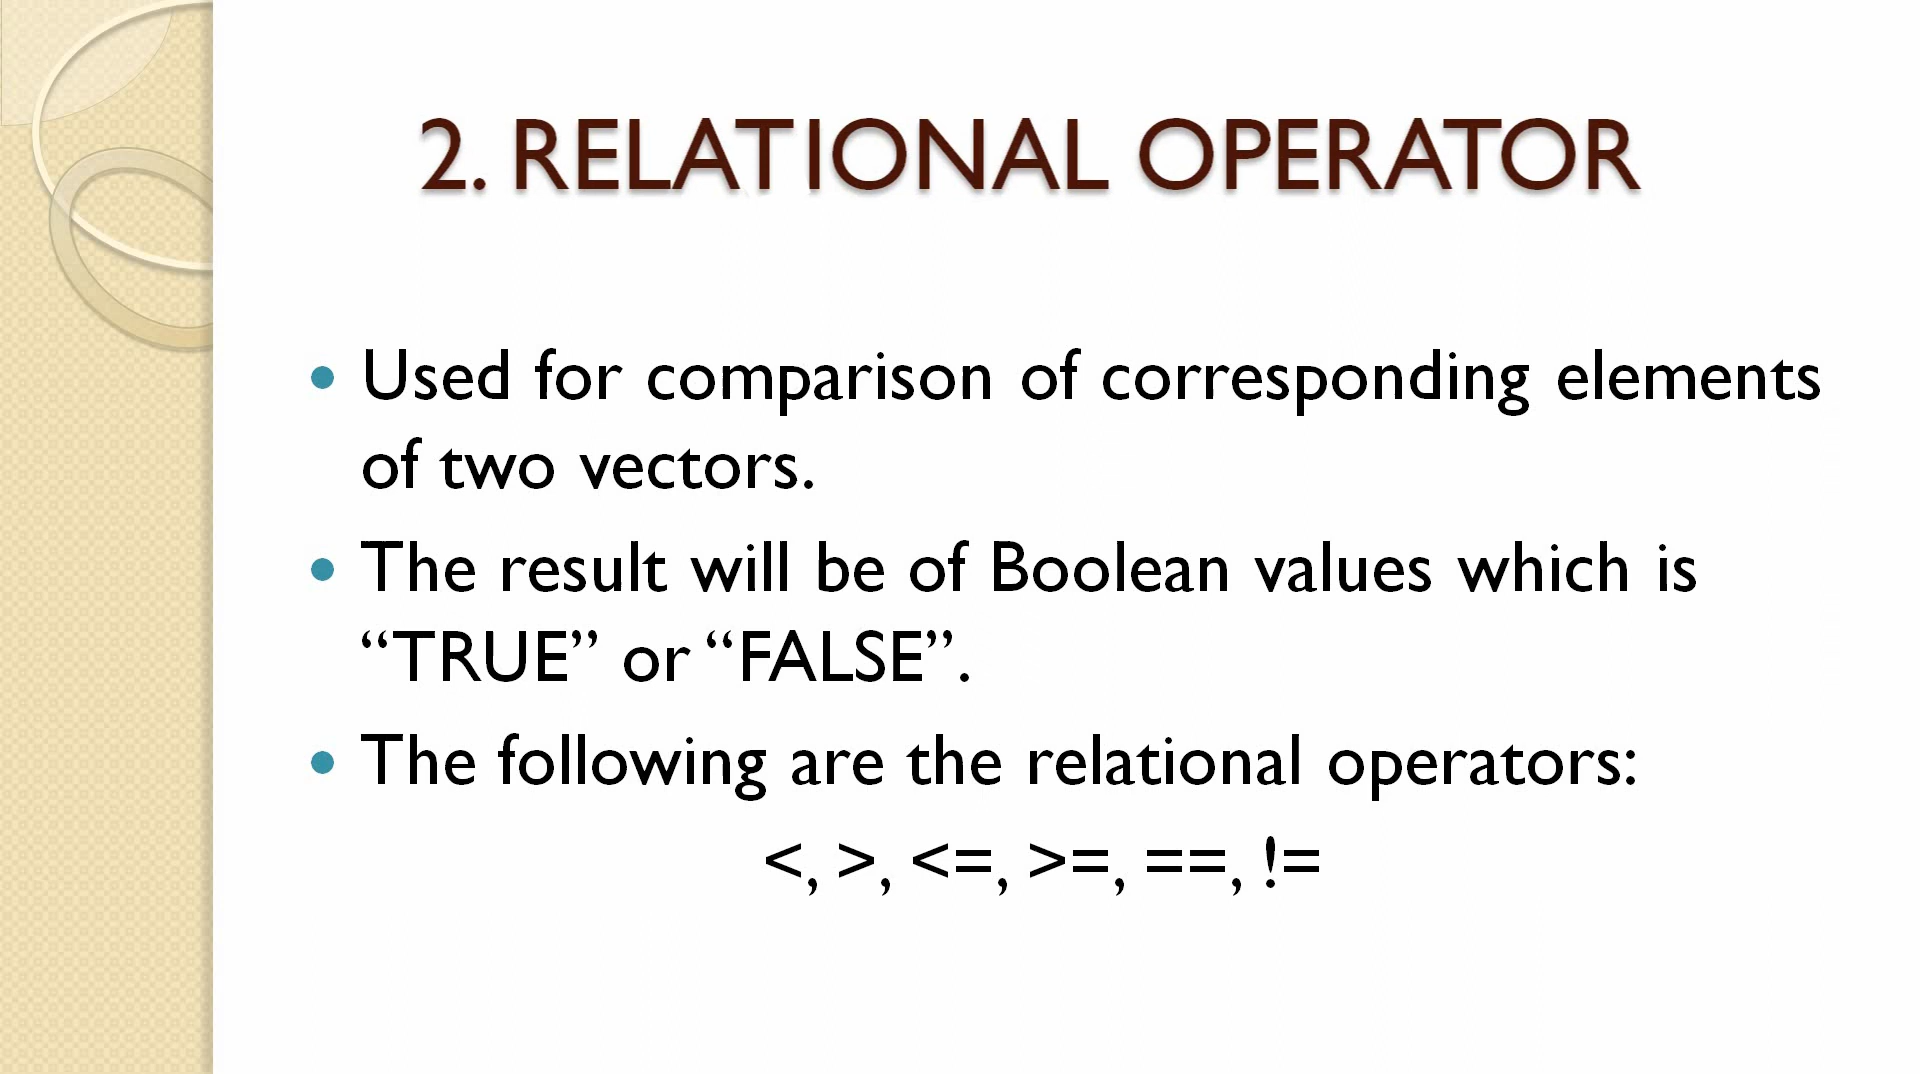 2. RELATIONAL OPERATOR
• Used for comparison of corresponding elements
of two vectors.
• The result will be of Boolean values which is
“TRUE” or “FALSE”.
• The following are the relational operators:
<, >, <=, >=, ==, !=